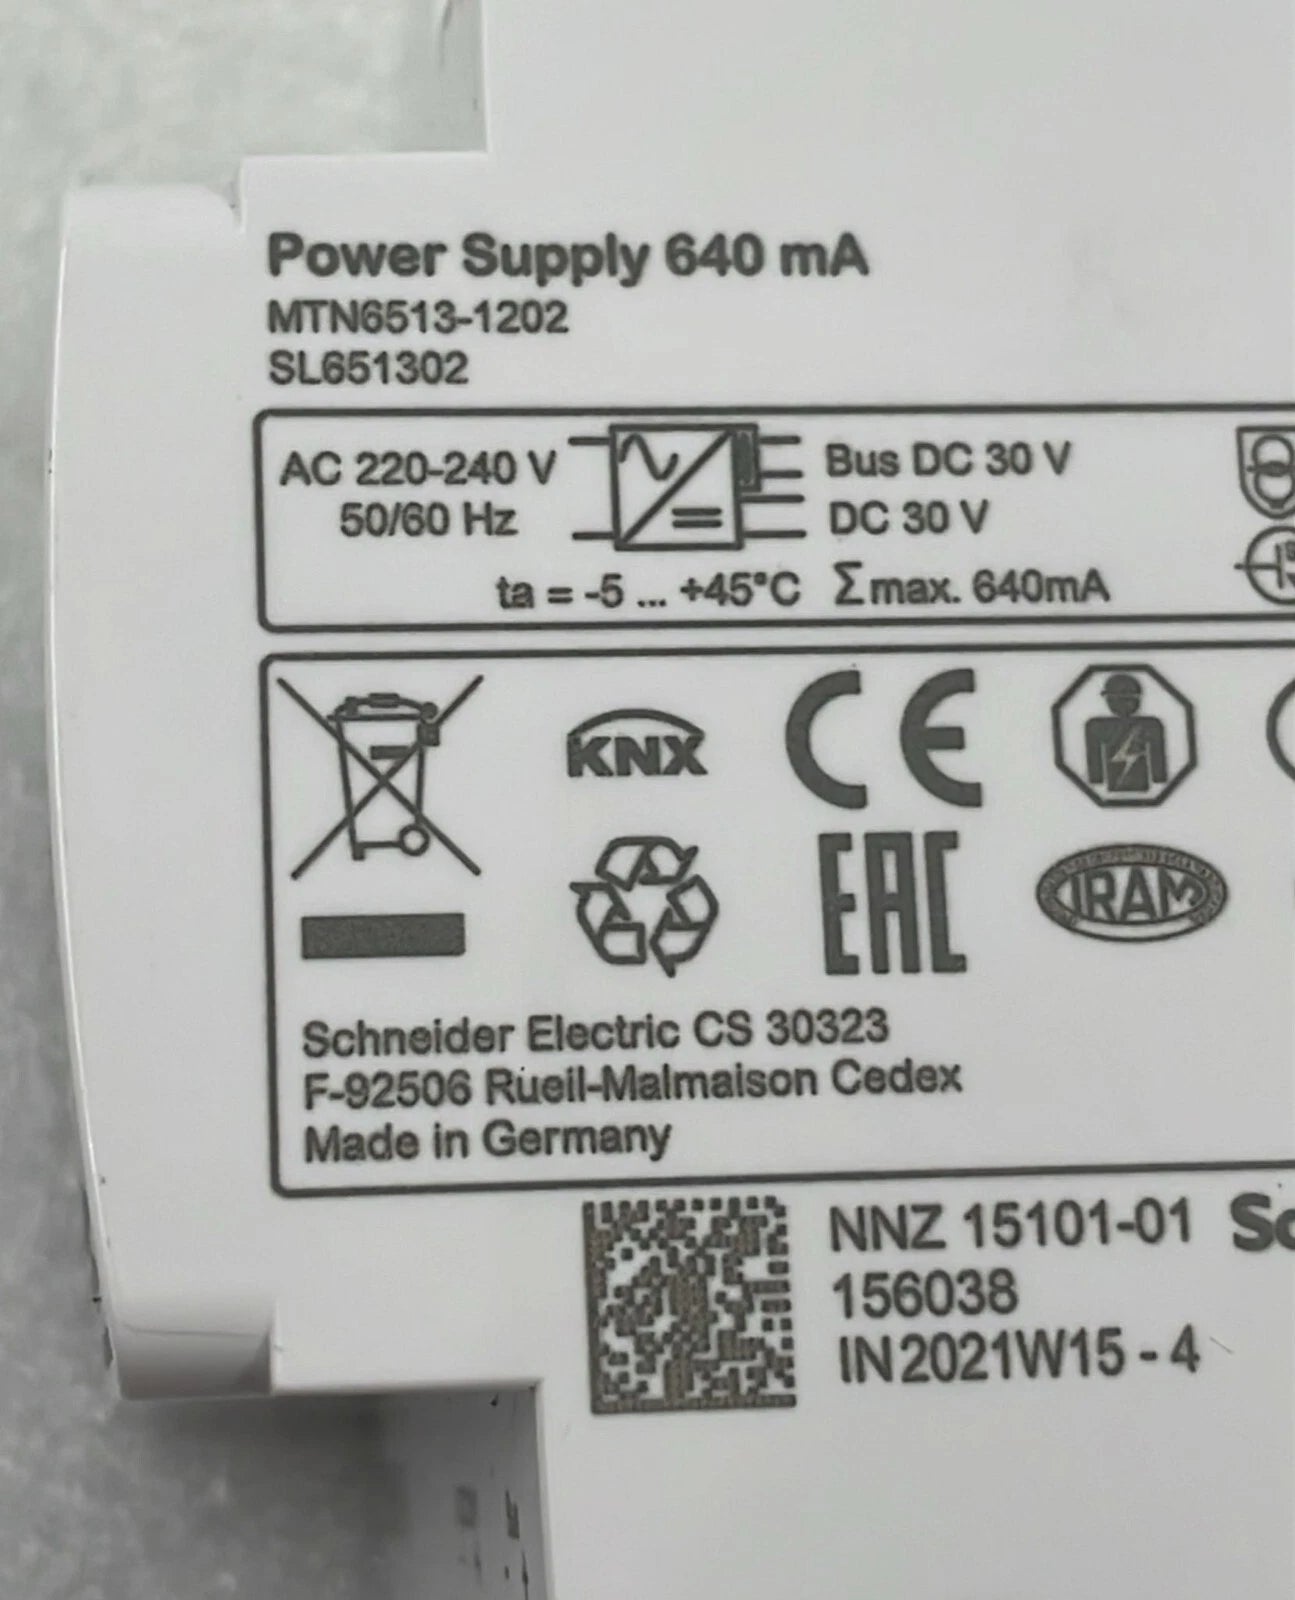 Power Supply 640 mA
MTN6513-1202
SL651302
AC 220-240 V
50/60 Hz
Bus DC 30 V
DC 30 V
ta = -5 ... +45°C Σmax. 640mA
KNX
CE
EAC
IRAM
Schneider Electric CS 30323
F-92506 Rueil-Malmaison Cedex
Made in Germany
NNZ 15101-01
156038
IN2021W15 - 4